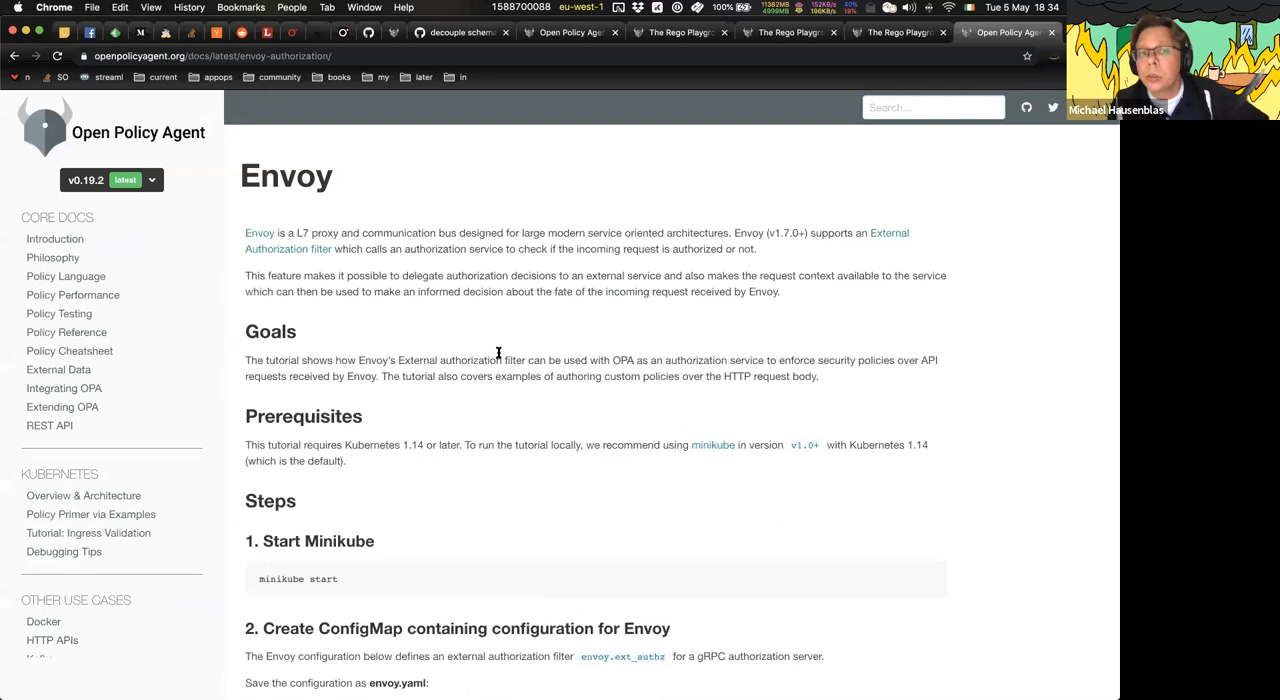 Chrome File Edit View History Bookmarks People Tab Window Help 1588700088 eu-west-1 11382MB 4999MB 152KB/s 196KB/s 40% 19% 100% Tue 5 May 18 34
decouple schema Open Policy Agen The Rego Playgro The Rego Playgro The Rego Playgro Open Policy Agen
openpolicyagent.org/docs/latest/envoy-authorization/
n SO streaml current appops community books my later in
Michael Hausenblas
Search...
Open Policy Agent
v0.19.2 latest
CORE DOCS
Introduction
Philosophy
Policy Language
Policy Performance
Policy Testing
Policy Reference
Policy Cheatsheet
External Data
Integrating OPA
Extending OPA
REST API
KUBERNETES
Overview & Architecture
Policy Primer via Examples
Tutorial: Ingress Validation
Debugging Tips
OTHER USE CASES
Docker
HTTP APIs
Envoy
Envoy is a L7 proxy and communication bus designed for large modern service oriented architectures. Envoy (v1.7.0+) supports an External
Authorization filter which calls an authorization service to check if the incoming request is authorized or not.
This feature makes it possible to delegate authorization decisions to an external service and also makes the request context available to the service
which can then be used to make an informed decision about the fate of the incoming request received by Envoy.
Goals
The tutorial shows how Envoy's External authorization filter can be used with OPA as an authorization service to enforce security policies over API
requests received by Envoy. The tutorial also covers examples of authoring custom policies over the HTTP request body.
Prerequisites
This tutorial requires Kubernetes 1.14 or later. To run the tutorial locally, we recommend using minikube in version v1.0+ with Kubernetes 1.14
(which is the default).
Steps
1. Start Minikube
minikube start
2. Create ConfigMap containing configuration for Envoy
The Envoy configuration below defines an external authorization filter envoy.ext_authz for a gRPC authorization server.
Save the configuration as envoy.yaml: